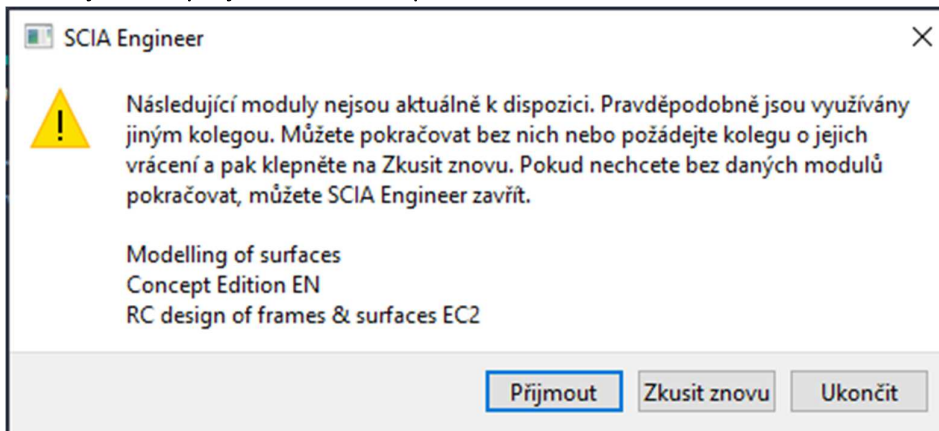 SCIA Engineer
Následující moduly nejsou aktuálně k dispozici. Pravděpodobně jsou využívány
jiným kolegou. Můžete pokračovat bez nich nebo požádejte kolegu o jejich
vrácení a pak klepněte na Zkusit znovu. Pokud nechcete bez daných modulů
pokračovat, můžete SCIA Engineer zavřít.
Modelling of surfaces
Concept Edition EN
RC design of frames & surfaces EC2
Přijmout Zkusit znovu Ukončit